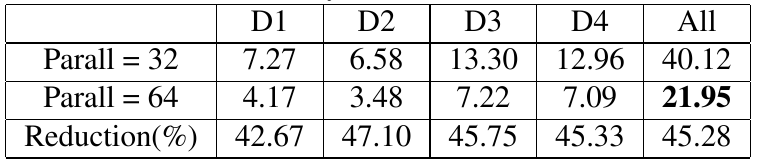 D1 D2 D3 D4 All
Parall = 32 7.27 6.58 13.30 12.96 40.12
Parall = 64 4.17 3.48 7.22 7.09 21.95
Reduction(%) 42.67 47.10 45.75 45.33 45.28